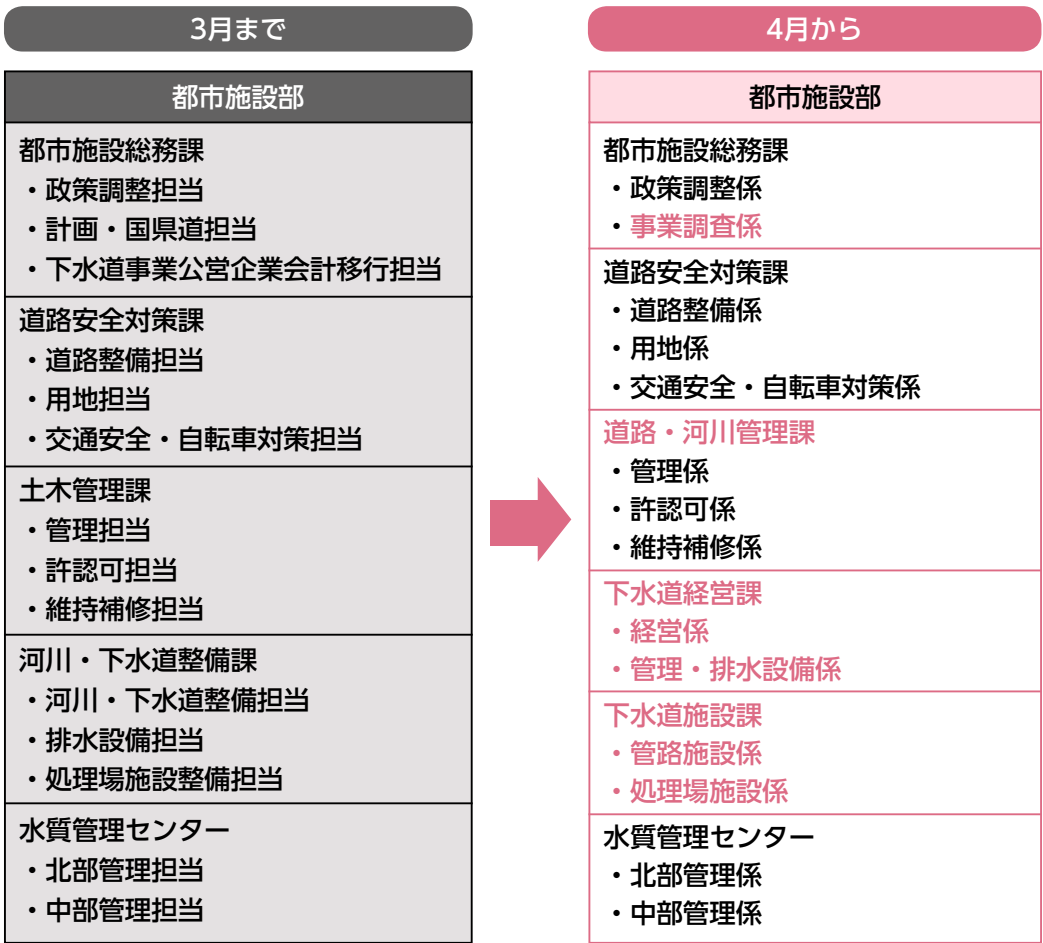 3月まで
都市施設部
都市施設総務課
・政策調整担当
・計画・国県道担当
・下水道事業公営企業会計移行担当
道路安全対策課
・道路整備担当
・用地担当
・交通安全・自転車対策担当
土木管理課
・管理担当
・許認可担当
・維持補修担当
河川・下水道整備課
・河川・下水道整備担当
・排水設備担当
・処理場施設整備担当
水質管理センター
・北部管理担当
・中部管理担当
4月から
都市施設部
都市施設総務課
・政策調整係
・事業調査係
道路安全対策課
・道路整備係
・用地係
・交通安全・自転車対策係
道路・河川管理課
・管理係
・許認可係
・維持補修係
下水道経営課
・経営係
・管理・排水設備係
下水道施設課
・管路施設係
・処理場施設係
水質管理センター
・北部管理係
・中部管理係